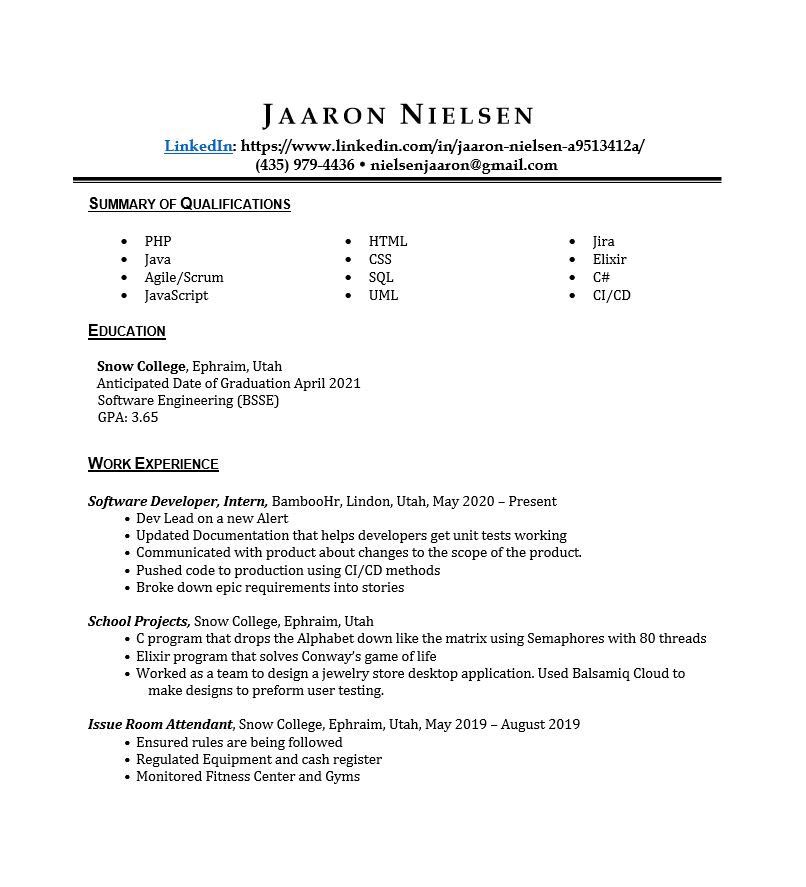 JAARON NIELSEN
LinkedIn: https://www.linkedin.com/in/jaaron-nielsen-a9513412a/
(435) 979-4436 • nielsenjaaron@gmail.com
SUMMARY OF QUALIFICATIONS
• PHP • HTML • Jira
• Java • CSS • Elixir
• Agile/Scrum • SQL • C#
• JavaScript • UML • CI/CD
EDUCATION
Snow College, Ephraim, Utah
Anticipated Date of Graduation April 2021
Software Engineering (BSSE)
GPA: 3.65
WORK EXPERIENCE
Software Developer, Intern, BambooHr, Lindon, Utah, May 2020 – Present
• Dev Lead on a new Alert
• Updated Documentation that helps developers get unit tests working
• Communicated with product about changes to the scope of the product.
• Pushed code to production using CI/CD methods
• Broke down epic requirements into stories
School Projects, Snow College, Ephraim, Utah
• C program that drops the Alphabet down like the matrix using Semaphores with 80 threads
• Elixir program that solves Conway’s game of life
• Worked as a team to design a jewelry store desktop application. Used Balsamiq Cloud to
make designs to preform user testing.
Issue Room Attendant, Snow College, Ephraim, Utah, May 2019 – August 2019
• Ensured rules are being followed
• Regulated Equipment and cash register
• Monitored Fitness Center and Gyms